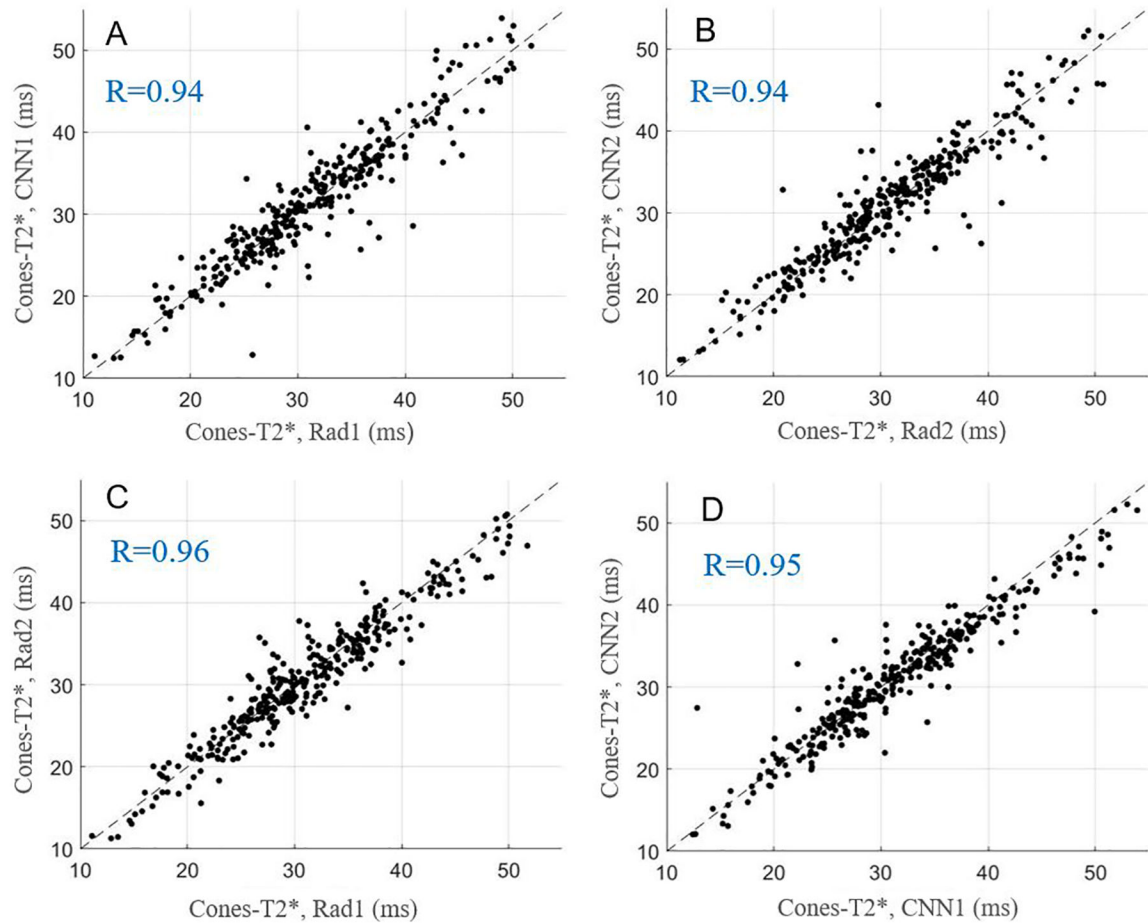 A
R=0.94
50
40
30
20
10
10 20 30 40 50
Cones-T2*, CNN1 (ms)
Cones-T2*, Rad1 (ms)
B
R=0.94
50
40
30
20
10
10 20 30 40 50
Cones-T2*, CNN2 (ms)
Cones-T2*, Rad2 (ms)
C
R=0.96
50
40
30
20
10
10 20 30 40 50
Cones-T2*, Rad2 (ms)
Cones-T2*, Rad1 (ms)
D
R=0.95
50
40
30
20
10
10 20 30 40 50
Cones-T2*, CNN2 (ms)
Cones-T2*, CNN1 (ms)